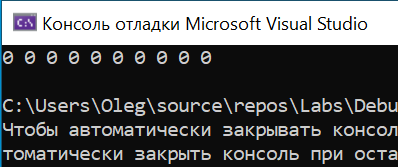 Консоль отладки Microsoft Visual Studio
0 0 0 0 0 0 0 0 0 0
C:\Users\Oleg\source\repos\Labs\Debu
Чтобы автоматически закрывать консол
томатически закрыть консоль при оста